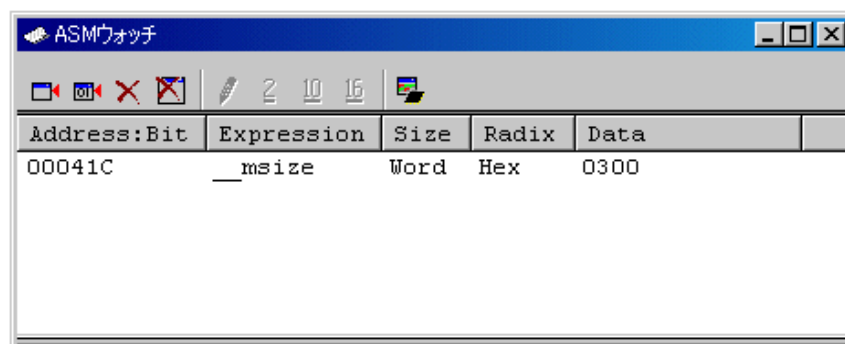 ASMウォッチ
2 10 16
Address:Bit Expression Size Radix Data
00041C __msize Word Hex 0300